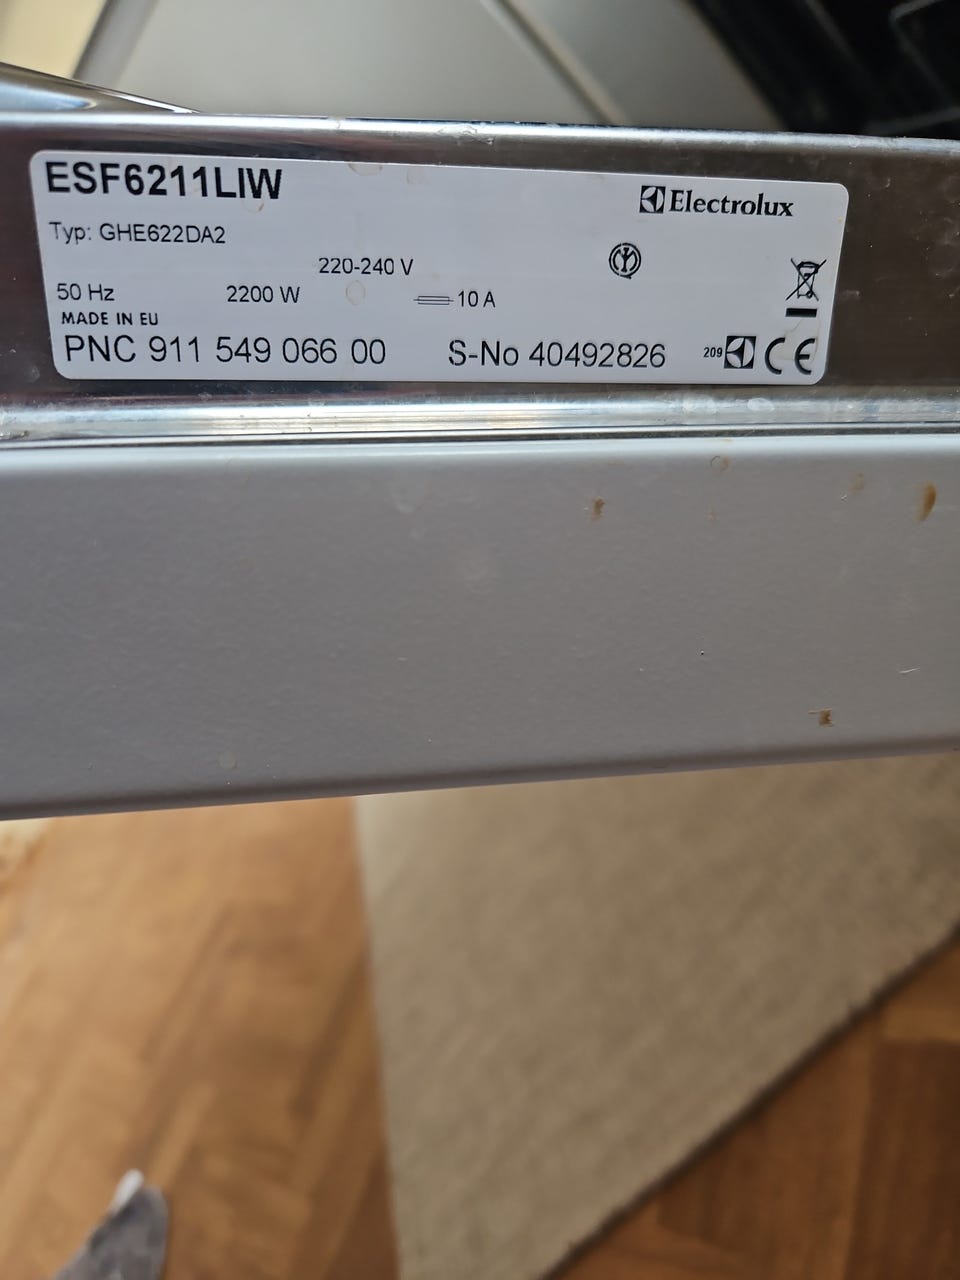 ESF6211LIW
Electrolux
Typ: GHE622DA2
220-240 V
50 Hz 2200 W 10 A
MADE IN EU
PNC 911 549 066 00 S-No 40492826 209 CE